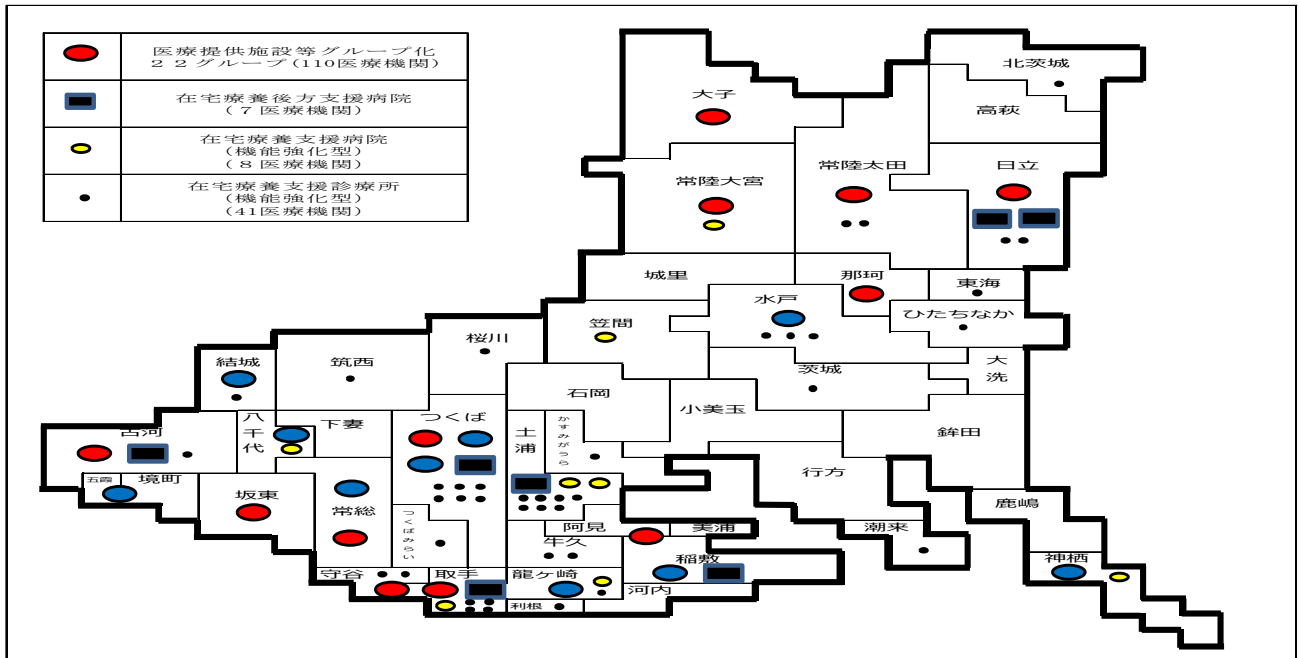 医療提供施設等グループ化
２２グループ(110医療機関)
在宅療養後方支援病院
(７医療機関)
在宅療養支援病院
(機能強化型)
(８医療機関)
在宅療養支援診療所
(機能強化型)
(41医療機関)
北茨城
大子
高萩
常陸太田
日立
常陸大宮
城里
那珂
東海
水戸
ひたちなか
笠間
桜川
結城
筑西
茨城
大洗
石岡
小美玉
つくば
下妻
八千代
土浦
かすみがうら
鉾田
古河
行方
五霞
境町
坂東
常総
鹿嶋
つくばみらい
阿見
美浦
潮来
牛久
稲敷
神栖
守谷
取手
龍ケ崎
河内
利根